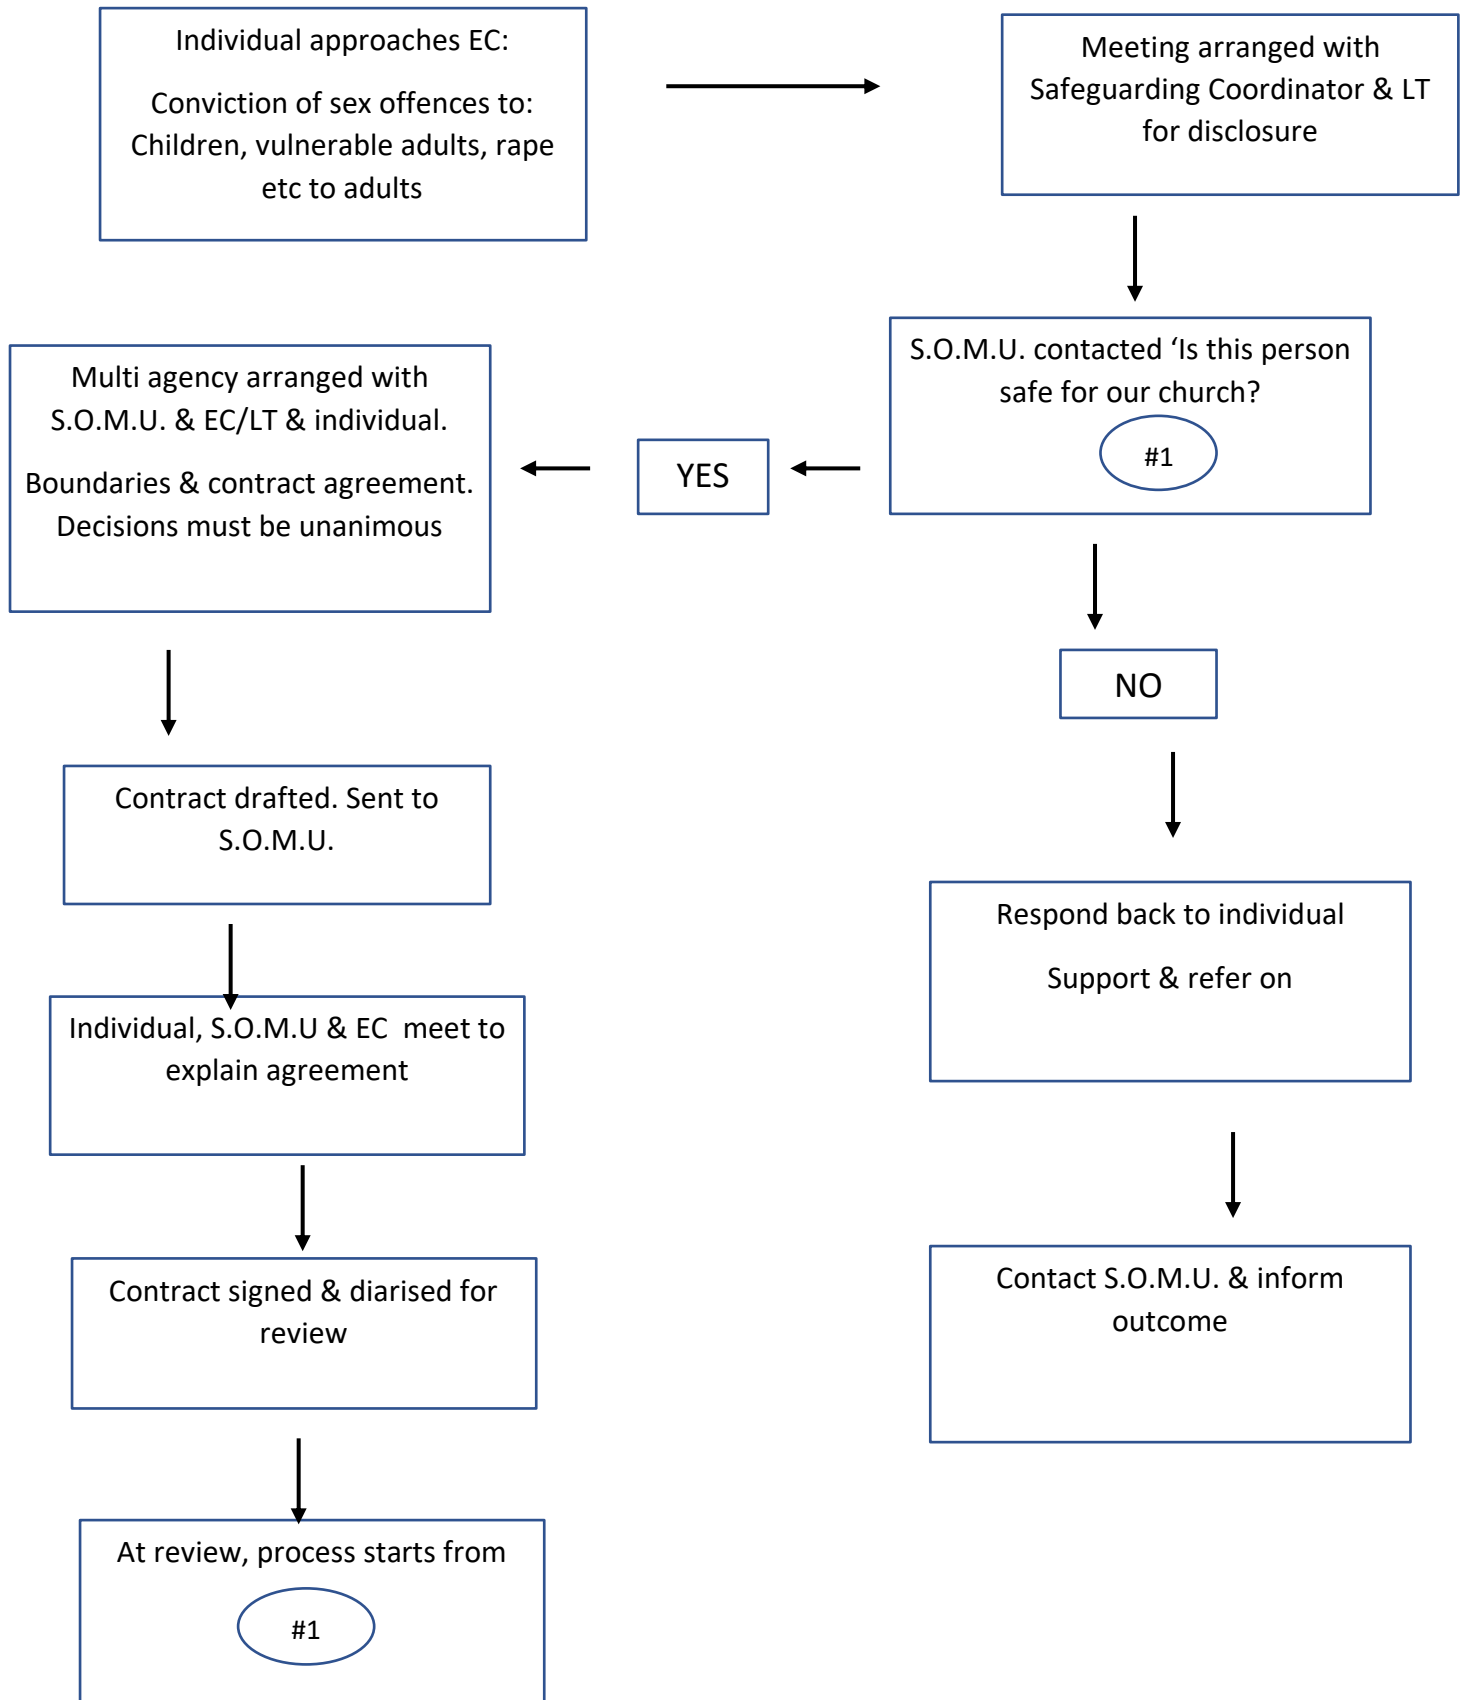 Individual approaches EC:
Conviction of sex offences to:
Children, vulnerable adults, rape
etc to adults
Meeting arranged with
Safeguarding Coordinator & LT
for disclosure
S.O.M.U. contacted ‘Is this person
safe for our church?
#1
YES
Multi agency arranged with
S.O.M.U. & EC/LT & individual.
Boundaries & contract agreement.
Decisions must be unanimous
NO
Contract drafted. Sent to
S.O.M.U.
Respond back to individual
Support & refer on
Individual, S.O.M.U & EC  meet to
explain agreement
Contract signed & diarised for
review
Contact S.O.M.U. & inform
outcome
At review, process starts from
#1